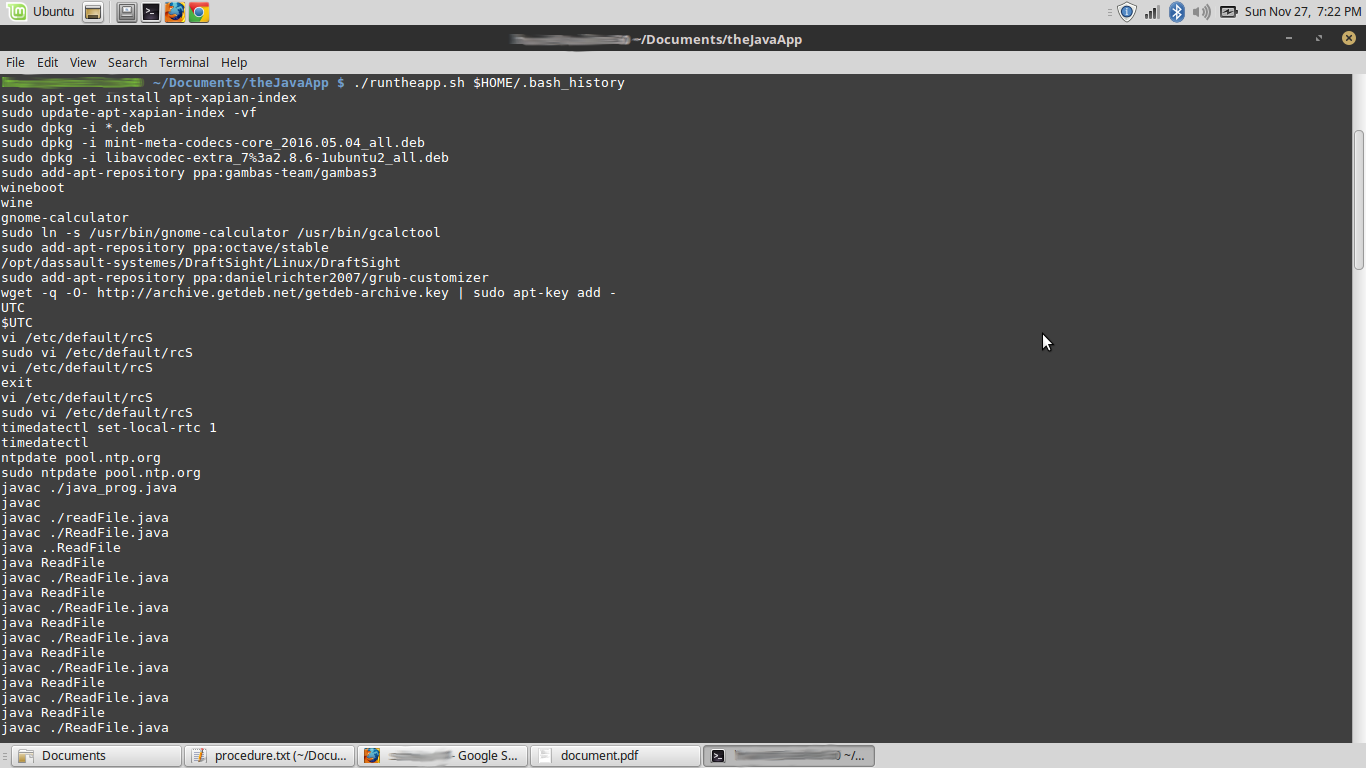 Ubuntu
Sun Nov 27, 7:22 PM
~/Documents/theJavaApp
File Edit View Search Terminal Help
~/Documents/theJavaApp $ ./runtheapp.sh $HOME/.bash_history
sudo apt-get install apt-xapian-index
sudo update-apt-xapian-index -vf
sudo dpkg -i *.deb
sudo dpkg -i mint-meta-codecs-core_2016.05.04_all.deb
sudo dpkg -i libavcodec-extra_7%3a2.8.6-1ubuntu2_all.deb
sudo add-apt-repository ppa:gambas-team/gambas3
wineboot
wine
gnome-calculator
sudo ln -s /usr/bin/gnome-calculator /usr/bin/gcalctool
sudo add-apt-repository ppa:octave/stable
/opt/dassault-systemes/DraftSight/Linux/DraftSight
sudo add-apt-repository ppa:danielrichter2007/grub-customizer
wget -q -O- http://archive.getdeb.net/getdeb-archive.key | sudo apt-key add -
UTC
$UTC
vi /etc/default/rcS
sudo vi /etc/default/rcS
vi /etc/default/rcS
exit
vi /etc/default/rcS
sudo vi /etc/default/rcS
timedatectl set-local-rtc 1
timedatectl
ntpdate pool.ntp.org
sudo ntpdate pool.ntp.org
javac ./java_prog.java
javac
javac ./readFile.java
javac ./ReadFile.java
java ..ReadFile
java ReadFile
javac ./ReadFile.java
java ReadFile
javac ./ReadFile.java
java ReadFile
javac ./ReadFile.java
java ReadFile
javac ./ReadFile.java
java ReadFile
javac ./ReadFile.java
java ReadFile
javac ./ReadFile.java
Documents
procedure.txt (~/Docu...
- Google S...
document.pdf
~/...